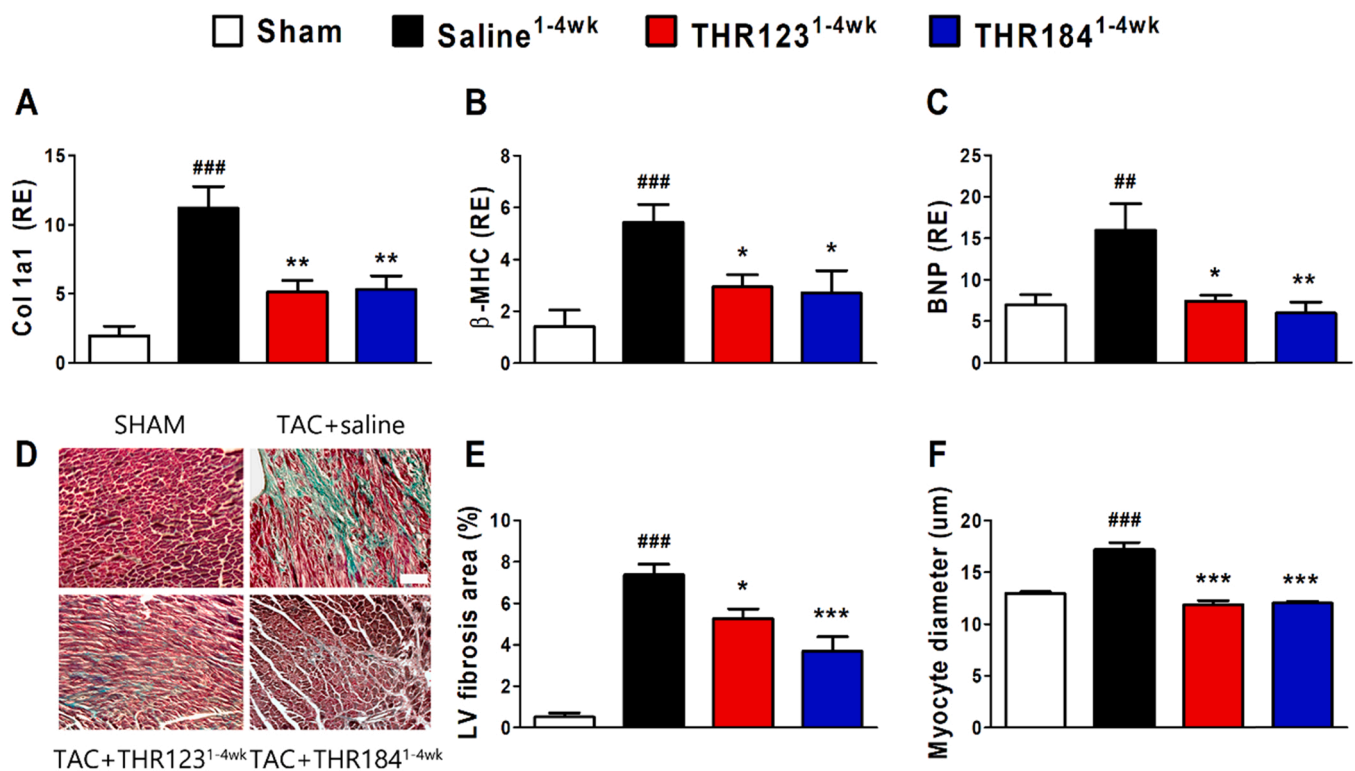 Sham Saline1-4wk THR1231-4wk THR1841-4wk
A
Col 1a1 (RE)
15
10
5
0
###
**
**
B
β-MHC (RE)
8
6
4
2
0
###
*
*
C
BNP (RE)
25
20
15
10
5
0
##
*
**
D
SHAM TAC+saline
TAC+THR1231-4wk TAC+THR1841-4wk
E
LV fibrosis area (%)
10
8
6
4
2
0
###
*
***
F
Myocyte diameter (um)
20
15
10
5
0
###
***
***